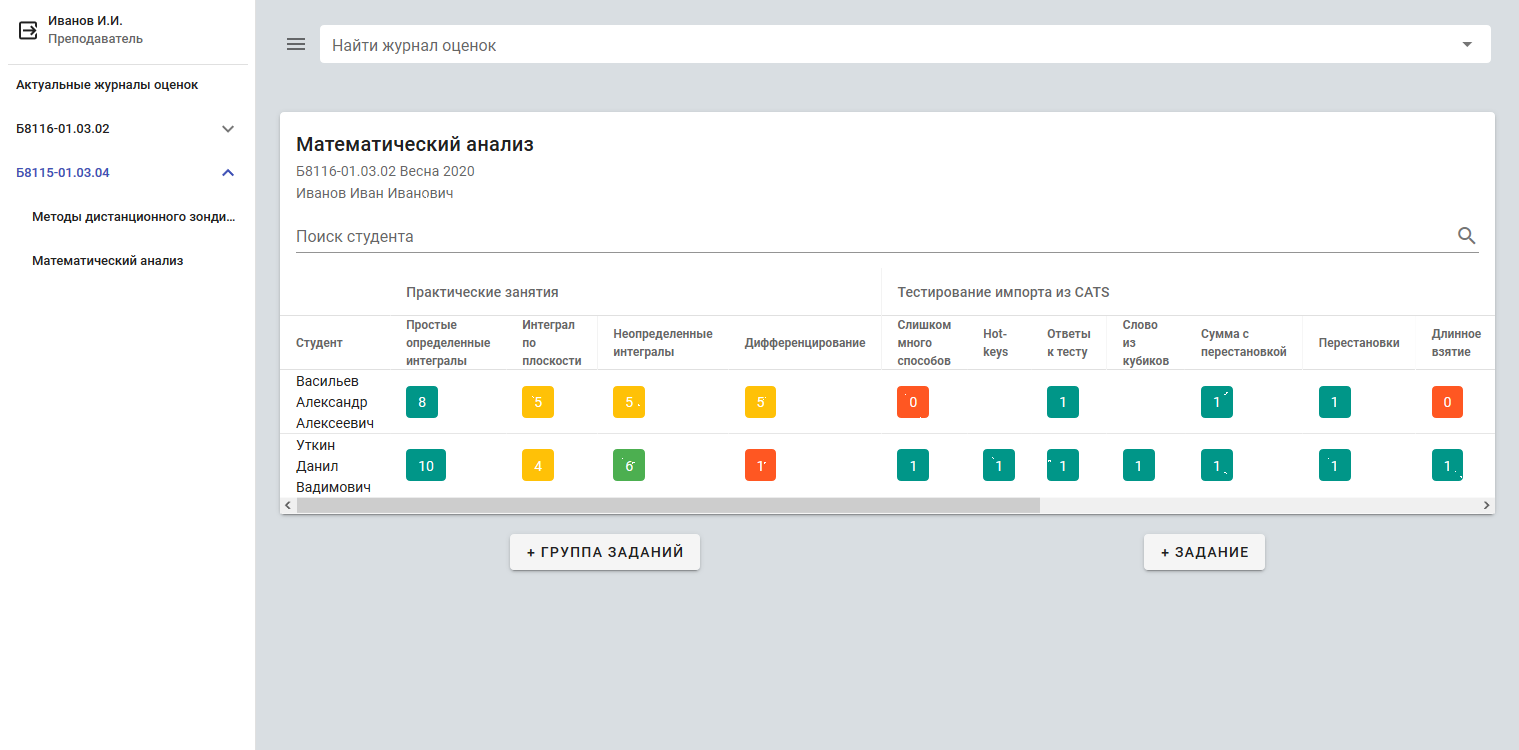 Иванов И.И.
Преподаватель
Актуальные журналы оценок
Б8116-01.03.02
Б8115-01.03.04
Методы дистанционного зонди...
Математический анализ
Найти журнал оценок
Математический анализ
Б8116-01.03.02 Весна 2020
Иванов Иван Иванович
Поиск студента
Практические занятия
Тестирование импорта из CATS
Студент
Простые
определенные
интегралы
Интеграл
по
плоскости
Неопределенные
интегралы
Дифференцирование
Слишком
много
способов
Hot-
keys
Ответы
к тесту
Слово
из
кубиков
Сумма с
перестановкой
Перестановки
Длинное
взятие
Васильев
Александр
Алексеевич
8 5 5 5 0 1 1 1 0
Уткин
Данил
Вадимович
10 4 6 1 1 1 1 1 1 1 1
+ ГРУППА ЗАДАНИЙ
+ ЗАДАНИЕ